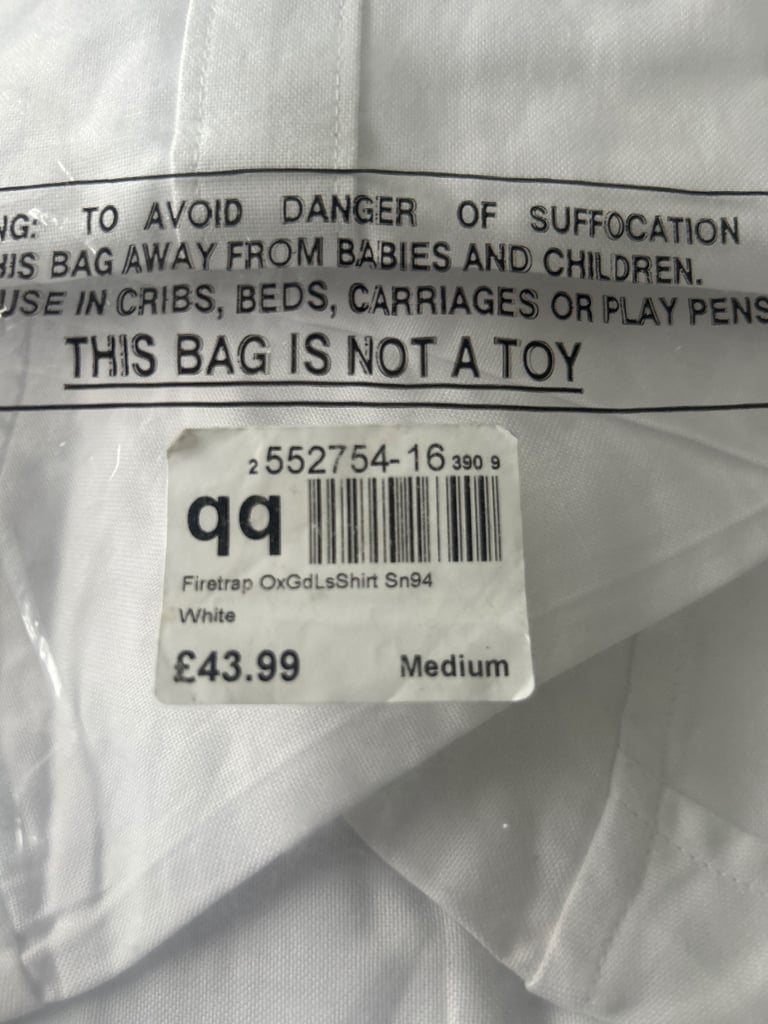 NG: TO AVOID DANGER OF SUFFOCATION
HIS BAG AWAY FROM BABIES AND CHILDREN.
USE IN CRIBS, BEDS, CARRIAGES OR PLAY PENS
THIS BAG IS NOT A TOY
2 552754-16 390 9
qq
Firetrap OxGdLsShirt Sn94
White
£43.99 Medium